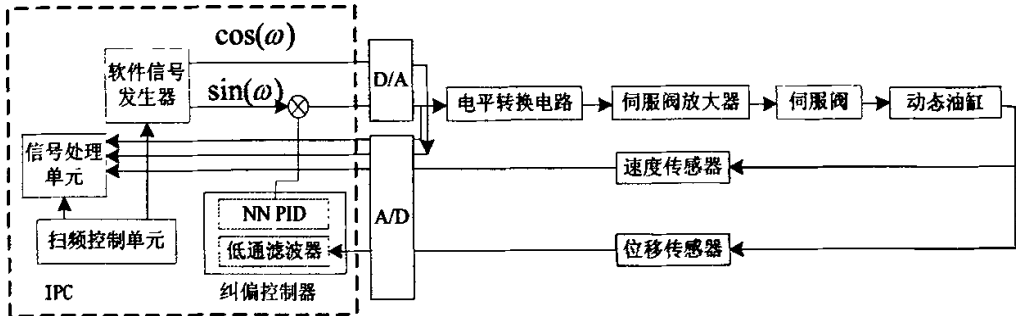 cos(ω)
软件信号
发生器
sin(ω)
D/A
电平转换电路
伺服阀放大器
伺服阀
动态油缸
信号处理
单元
速度传感器
A/D
NN PID
扫频控制单元
低通滤波器
位移传感器
IPC
纠偏控制器